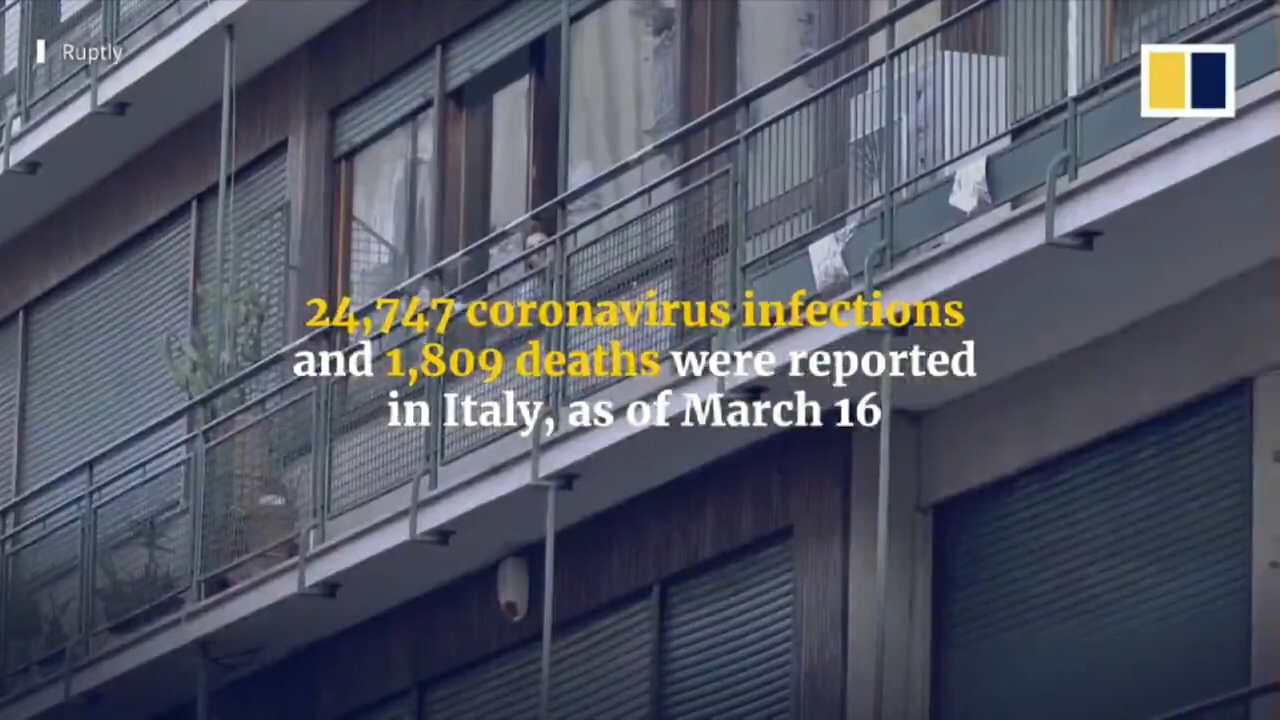 Ruptly
24,747 coronavirus infections
and 1,809 deaths were reported
in Italy, as of March 16